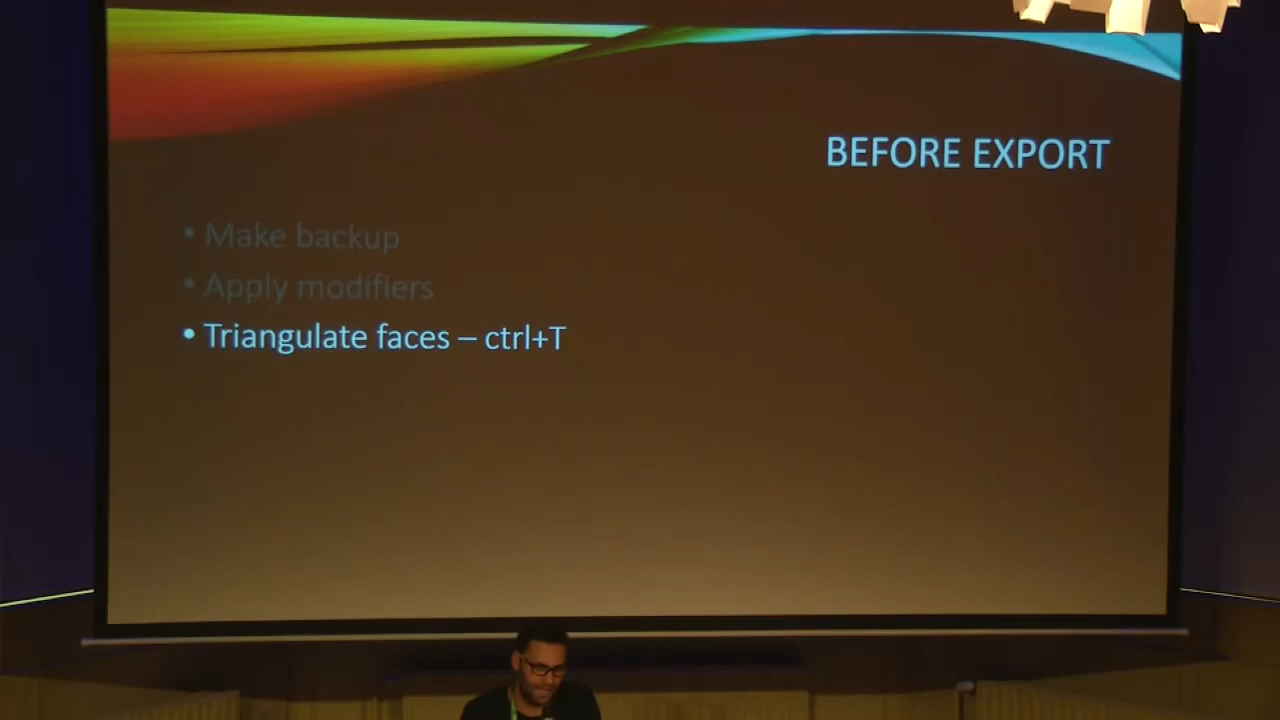 BEFORE EXPORT
• Make backup
• Apply modifiers
• Triangulate faces – ctrl+T